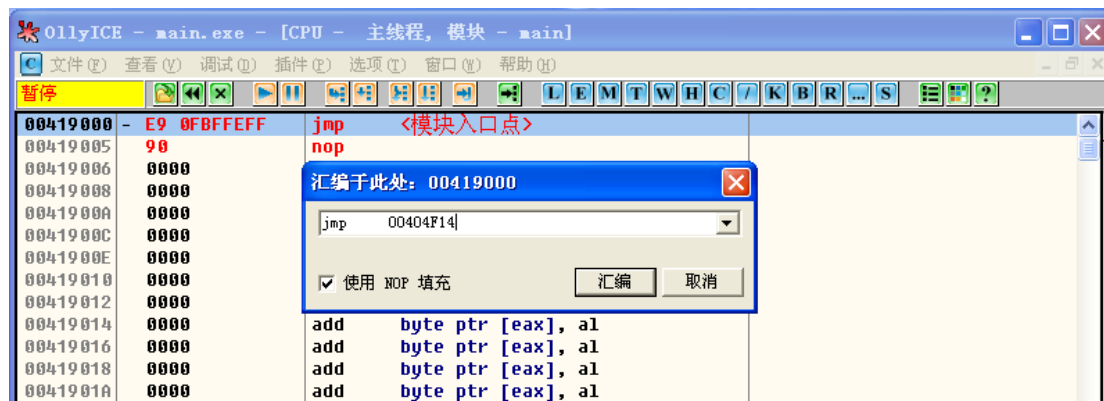 OllyICE - main.exe - [CPU - 主线程, 模块 - main]
C 文件(F) 查看(V) 调试(D) 插件(P) 选项(T) 窗口(W) 帮助(H)
暂停 L E M T W H C / K B R ... S ?
00419000 - E9 0FBFFEFF jmp <模块入口点>
00419005 90 nop
00419006 0000
汇编于此处: 00419000
00419008 0000
0041900A 0000
jmp 00404F14
0041900C 0000
0041900E 0000
00419010 0000
使用 NOP 填充 汇编 取消
00419012 0000
00419014 0000 add byte ptr [eax], al
00419016 0000 add byte ptr [eax], al
00419018 0000 add byte ptr [eax], al
0041901A 0000 add byte ptr [eax], al